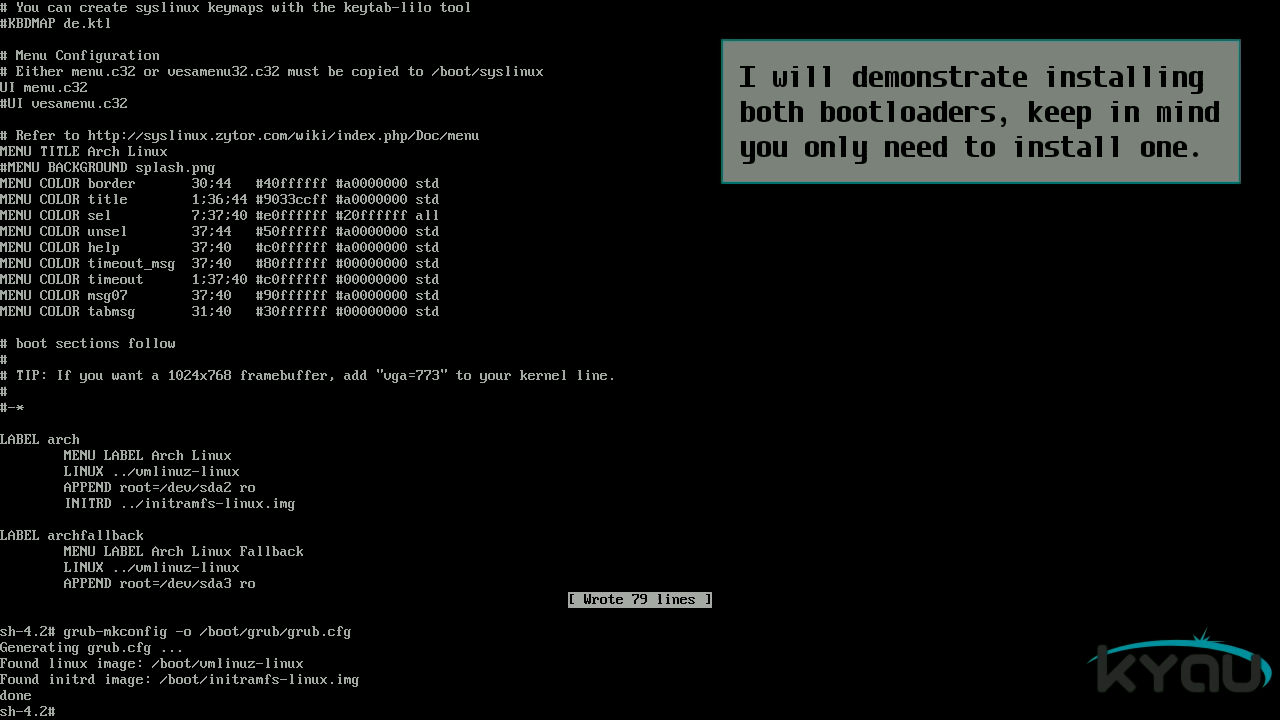 # You can create syslinux keymaps with the keytab-lilo tool
#KBDMAP de.ktl
# Menu Configuration
# Either menu.c32 or vesamenu32.c32 must be copied to /boot/syslinux
UI menu.c32
#UI vesamenu.c32
# Refer to http://syslinux.zytor.com/wiki/index.php/Doc/menu
MENU TITLE Arch Linux
#MENU BACKGROUND splash.png
MENU COLOR border       30;44   #40ffffff #a0000000 std
MENU COLOR title        1;36;44 #9033ccff #a0000000 std
MENU COLOR sel          7;37;40 #e0ffffff #20ffffff all
MENU COLOR unsel        37;44   #50ffffff #a0000000 std
MENU COLOR help         37;40   #c0ffffff #a0000000 std
MENU COLOR timeout_msg  37;40   #80ffffff #00000000 std
MENU COLOR timeout      1;37;40 #c0ffffff #00000000 std
MENU COLOR msg07        37;40   #90ffffff #a0000000 std
MENU COLOR tabmsg       31;40   #30ffffff #00000000 std
# boot sections follow
#
# TIP: If you want a 1024x768 framebuffer, add "vga=773" to your kernel line.
#
#-*
LABEL arch
        MENU LABEL Arch Linux
        LINUX ../vmlinuz-linux
        APPEND root=/dev/sda2 ro
        INITRD ../initramfs-linux.img
LABEL archfallback
        MENU LABEL Arch Linux Fallback
        LINUX ../vmlinuz-linux
        APPEND root=/dev/sda3 ro
[ Wrote 79 lines ]
sh-4.2# grub-mkconfig -o /boot/grub/grub.cfg
Generating grub.cfg ...
Found linux image: /boot/vmlinuz-linux
Found initrd image: /boot/initramfs-linux.img
done
sh-4.2#
I will demonstrate installing
both bootloaders, keep in mind
you only need to install one.
kyau